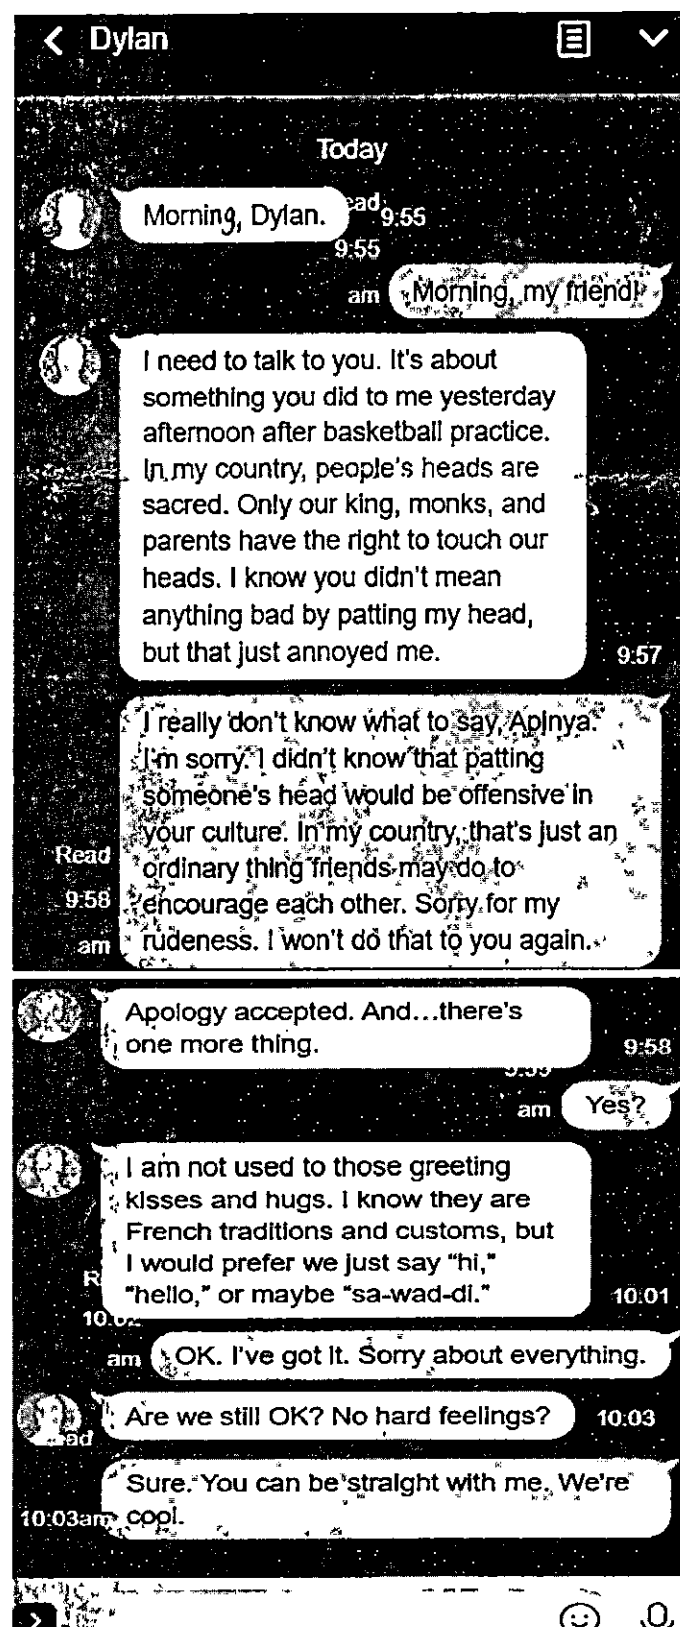 Dylan
Today
Morning, Dylan.
9:55
9:55
am
Morning, my friend!
I need to talk to you. It's about
something you did to me yesterday
afternoon after basketball practice.
In my country, people's heads are
sacred. Only our king, monks, and
parents have the right to touch our
heads. I know you didn't mean
anything bad by patting my head,
but that just annoyed me.
9:57
I really don't know what to say, Apinya.
I'm sorry. I didn't know that patting
someone's head would be offensive in
your culture. In my country, that's just an
ordinary thing friends may do to
encourage each other. Sorry for my
rudeness. I won't do that to you again.
Read
9:58
am
Apology accepted. And...there's
one more thing.
9:58
am
Yes?
I am not used to those greeting
kisses and hugs. I know they are
French traditions and customs, but
I would prefer we just say "hi,"
"hello," or maybe "sa-wad-di."
10:01
am
OK. I've got it. Sorry about everything.
Are we still OK? No hard feelings?
10:03
Sure. You can be straight with me. We're
cool.
10:03am